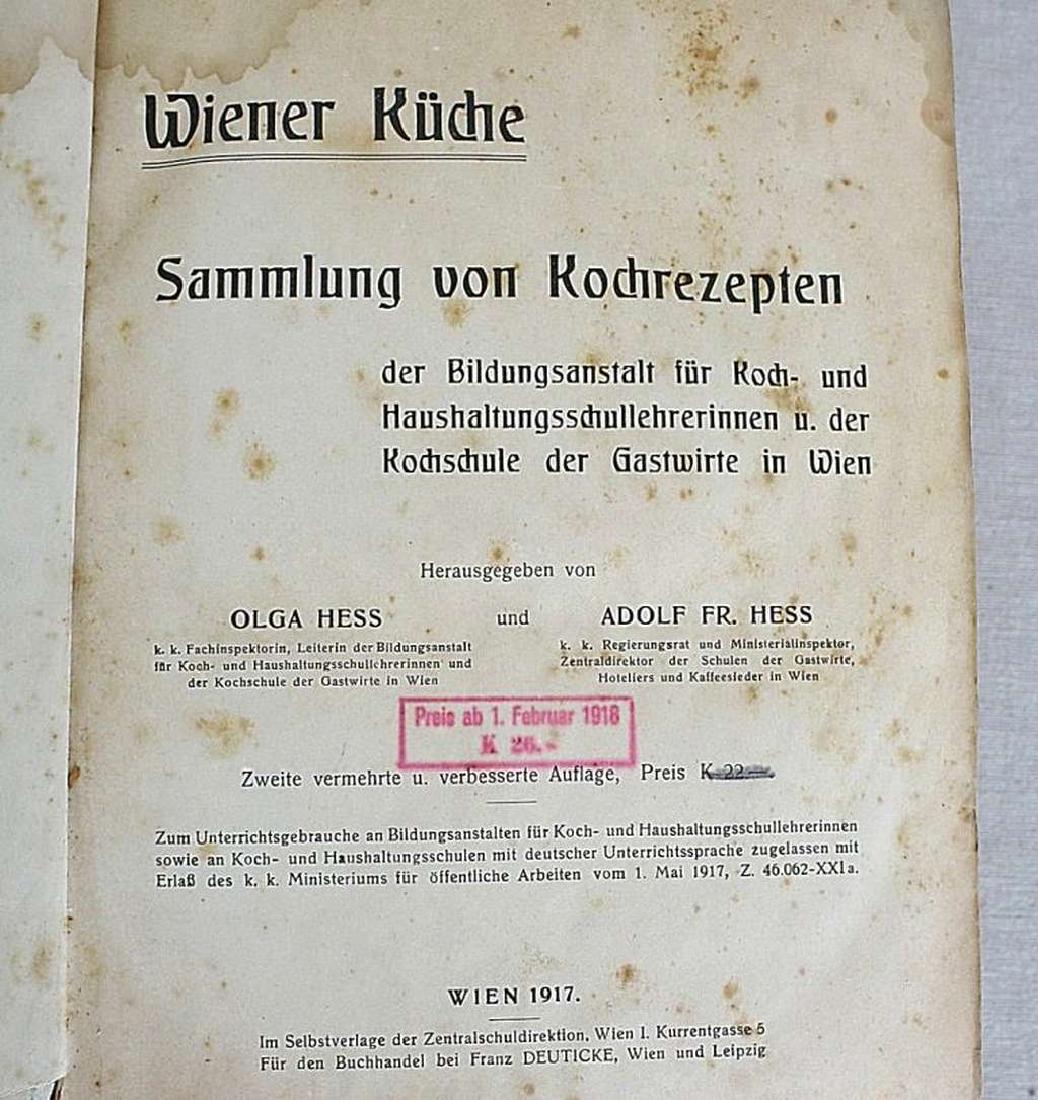 Wiener Küche
Sammlung von Kochrezepten
der Bildungsanstalt für Koch- und
Haushaltungsschullehrerinnen u. der
Kochschule der Gastwirte in Wien
Herausgegeben von
OLGA HESS und ADOLF FR. HESS
k. k. Fachinspektorin, Leiterin der Bildungsanstalt
für Koch- und Haushaltungsschullehrerinnen und
der Kochschule der Gastwirte in Wien
k. k. Regierungsrat und Ministerialinspektor,
Zentraldirektor der Schulen der Gastwirte,
Hoteliers und Kaffeesieder in Wien
Preis ab 1. Februar 1918
K 26.-
Zweite vermehrte u. verbesserte Auflage, Preis K 22.—
Zum Unterrichtsgebrauche an Bildungsanstalten für Koch- und Haushaltungsschullehrerinnen
sowie an Koch- und Haushaltungsschulen mit deutscher Unterrichtssprache zugelassen mit
Erlaß des k. k. Ministeriums für öffentliche Arbeiten vom 1. Mai 1917, Z. 46.062-XXIa.
WIEN 1917.
Im Selbstverlage der Zentralschuldirektion, Wien I. Kurrentgasse 5
Für den Buchhandel bei Franz DEUTICKE, Wien und Leipzig